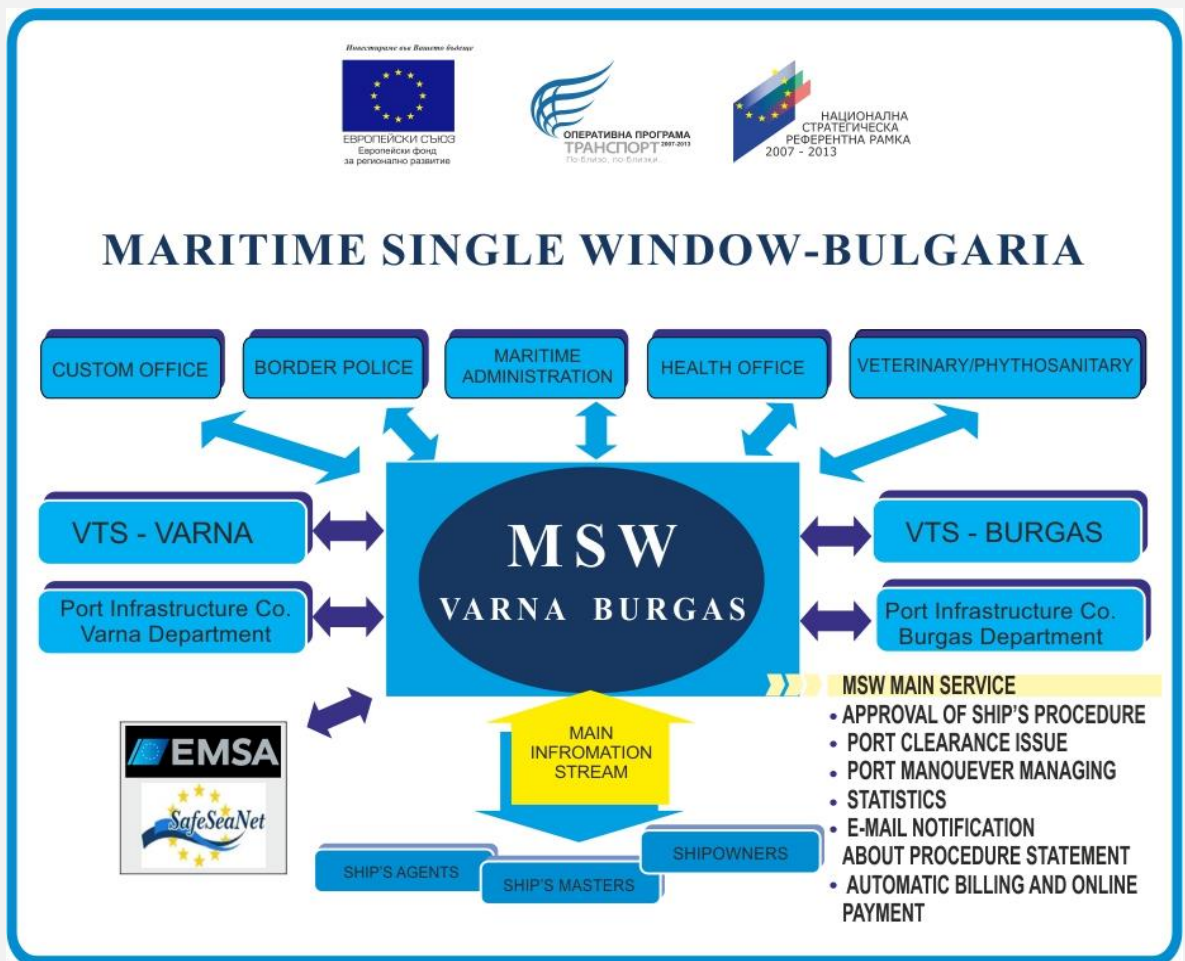 Инвестираме във Вашето бъдеще
ЕВРОПЕЙСКИ СЪЮЗ
Европейски фонд
за регионално развитие
ОПЕРАТИВНА ПРОГРАМА
ТРАНСПОРТ 2007-2013
По-близо, по-близки...
НАЦИОНАЛНА
СТРАТЕГИЧЕСКА
РЕФЕРЕНТНА РАМКА
2007 - 2013
MARITIME SINGLE WINDOW-BULGARIA
CUSTOM OFFICE
BORDER POLICE
MARITIME
ADMINISTRATION
HEALTH OFFICE
VETERINARY/PHYTHOSANITARY
VTS - VARNA
MSW
VARNA BURGAS
VTS - BURGAS
Port Infrastructure Co.
Varna Department
Port Infrastructure Co.
Burgas Department
EMSA
SafeSeaNet
MAIN
INFROMATION
STREAM
SHIP'S AGENTS
SHIP'S MASTERS
SHIPOWNERS
MSW MAIN SERVICE
• APPROVAL OF SHIP'S PROCEDURE
• PORT CLEARANCE ISSUE
• PORT MANOUEVER MANAGING
• STATISTICS
• E-MAIL NOTIFICATION
ABOUT PROCEDURE STATEMENT
• AUTOMATIC BILLING AND ONLINE
PAYMENT